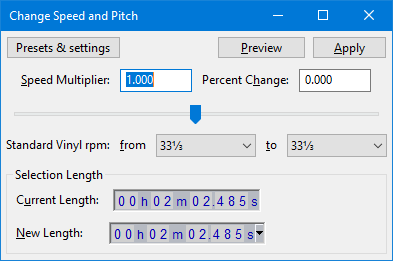 Change Speed and Pitch
Presets & settings Preview Apply
Speed Multiplier: 1.000 Percent Change: 0.000
Standard Vinyl rpm: from 33⅓ to 33⅓
Selection Length
Current Length: 00h02m02.485s
New Length: 00h02m02.485s